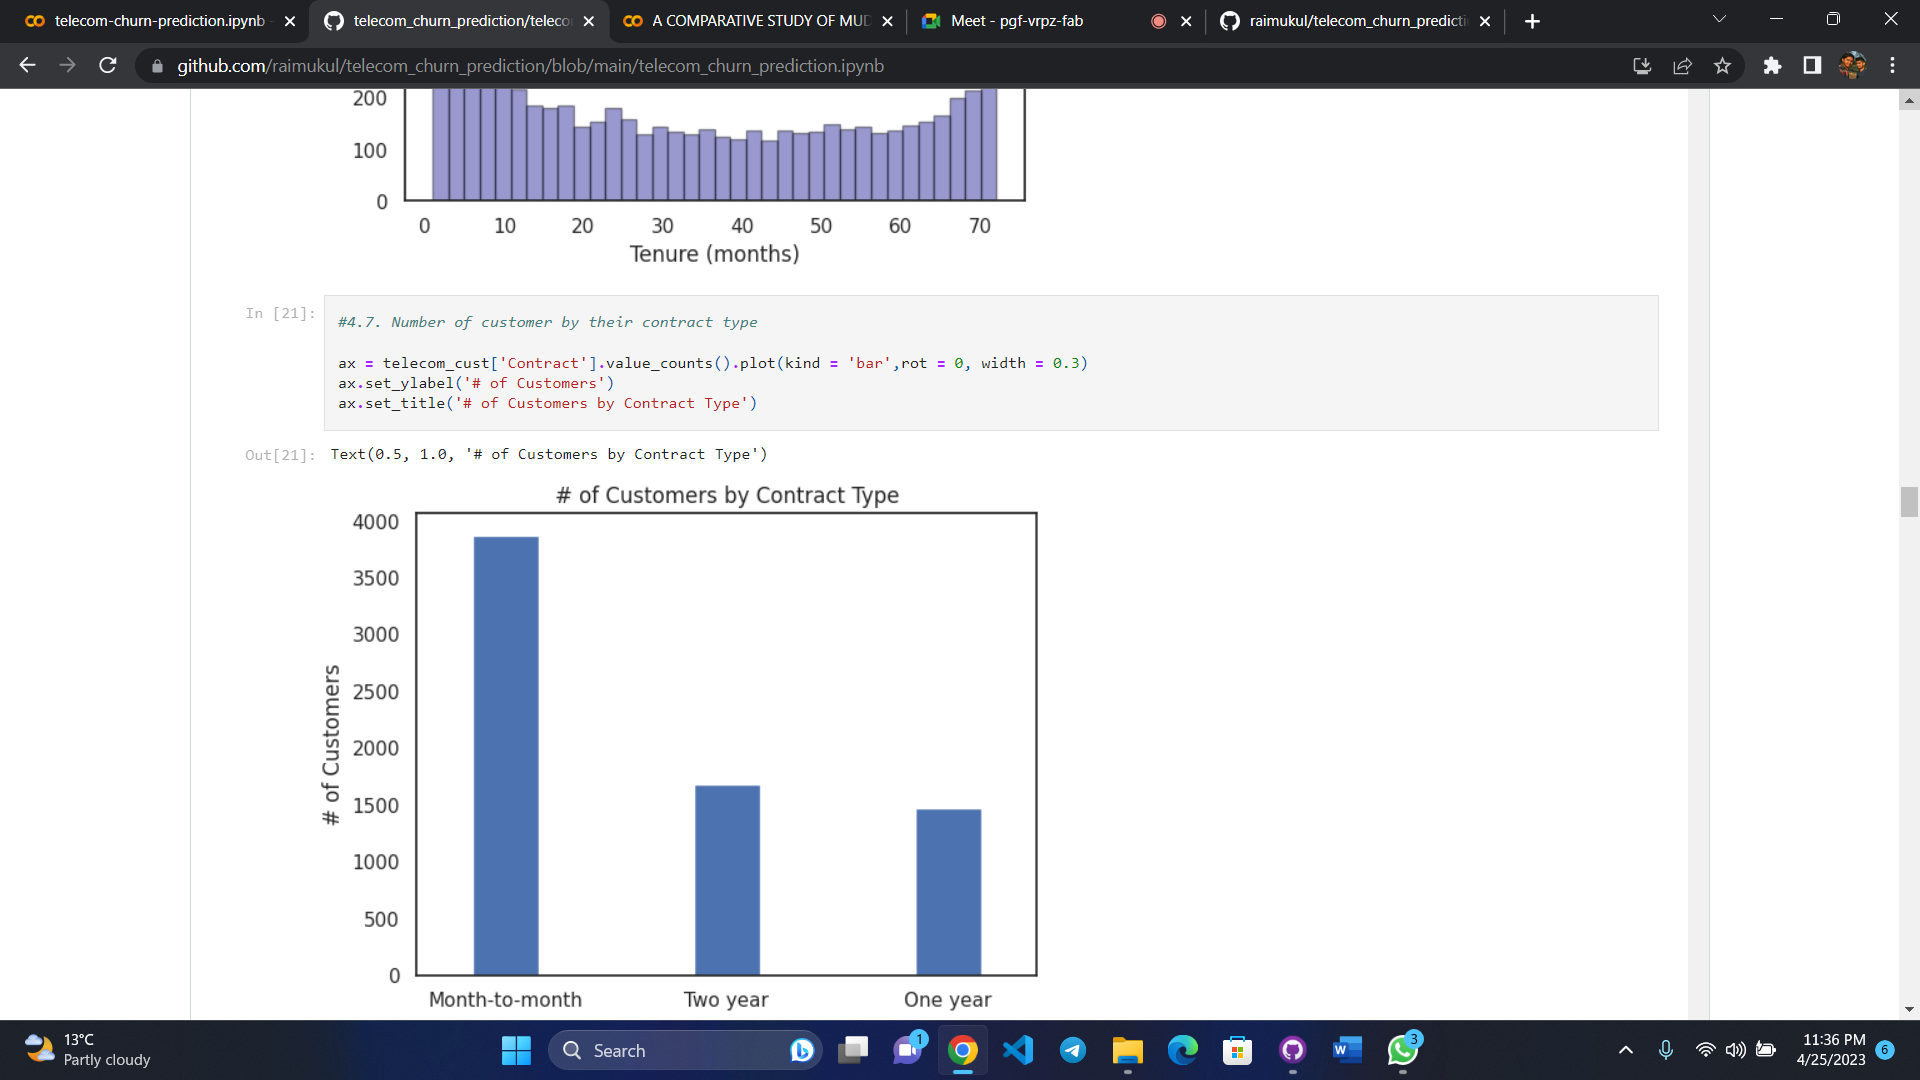 telecom-churn-prediction.ipynb
telecom_churn_prediction/teleco
A COMPARATIVE STUDY OF MUD
Meet - pgf-vrpz-fab
raimukul/telecom_churn_predicti
github.com/raimukul/telecom_churn_prediction/blob/main/telecom_churn_prediction.ipynb
200
100
0
0 10 20 30 40 50 60 70
Tenure (months)
In [21]:
#4.7. Number of customer by their contract type
ax = telecom_cust['Contract'].value_counts().plot(kind = 'bar',rot = 0, width = 0.3)
ax.set_ylabel('# of Customers')
ax.set_title('# of Customers by Contract Type')
Out[21]: Text(0.5, 1.0, '# of Customers by Contract Type')
# of Customers by Contract Type
4000
3500
3000
2500
2000
1500
1000
500
0
# of Customers
Month-to-month Two year One year
13°C
Partly cloudy
Search
1
3
11:36 PM
4/25/2023
6